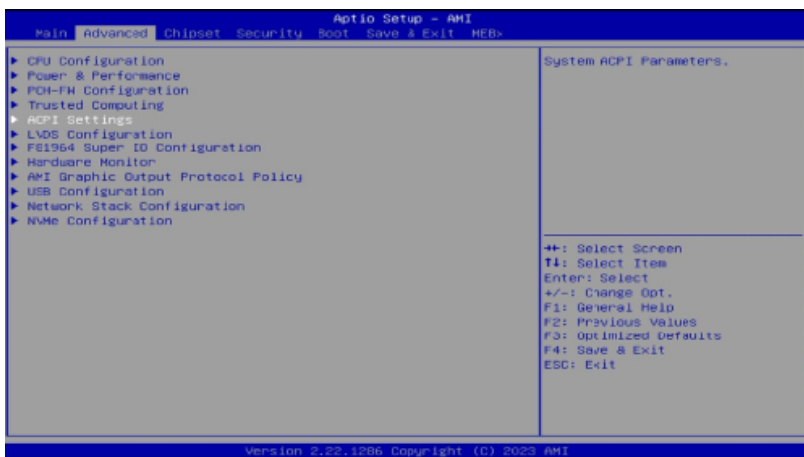 Aptio Setup - AMI
Main Advanced Chipset Security Boot Save & Exit MEBx
CPU Configuration
Power & Performance
PCH-FW Configuration
Trusted Computing
ACPI Settings
LVDS Configuration
F81964 Super IO Configuration
Hardware Monitor
AMI Graphic Output Protocol Policy
USB Configuration
Network Stack Configuration
NVMe Configuration
System ACPI Parameters.
→←: Select Screen
↑↓: Select Item
Enter: Select
+/-: Change Opt.
F1: General Help
F2: Previous Values
F3: Optimized Defaults
F4: Save & Exit
ESC: Exit
Version 2.22.1286 Copyright (C) 2023 AMI